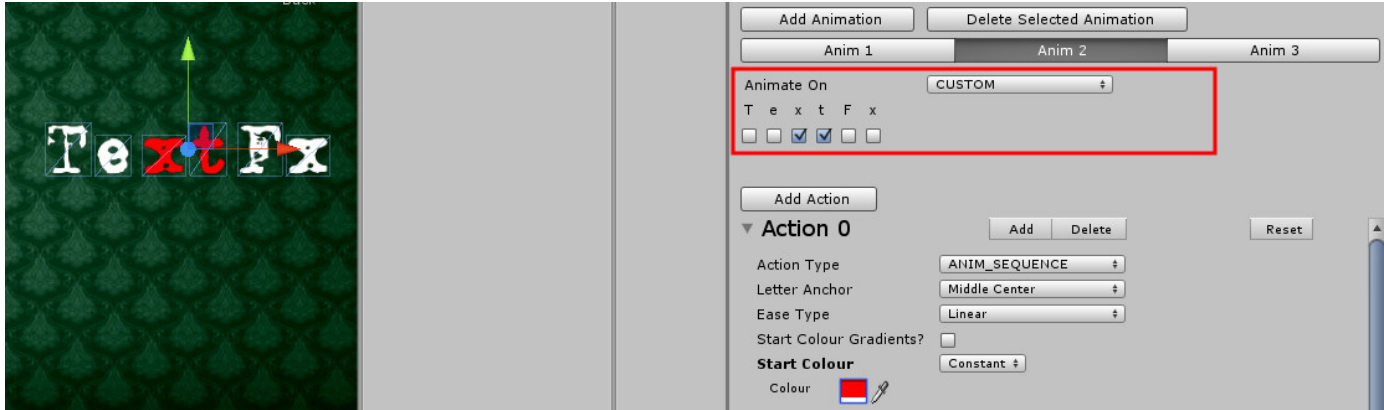 Add Animation Delete Selected Animation
Anim 1 Anim 2 Anim 3
Animate On CUSTOM
T e x t F x
TextFx
Add Action
Action 0 Add Delete Reset
Action Type ANIM_SEQUENCE
Letter Anchor Middle Center
Ease Type Linear
Start Colour Gradients?
Start Colour Constant
Colour